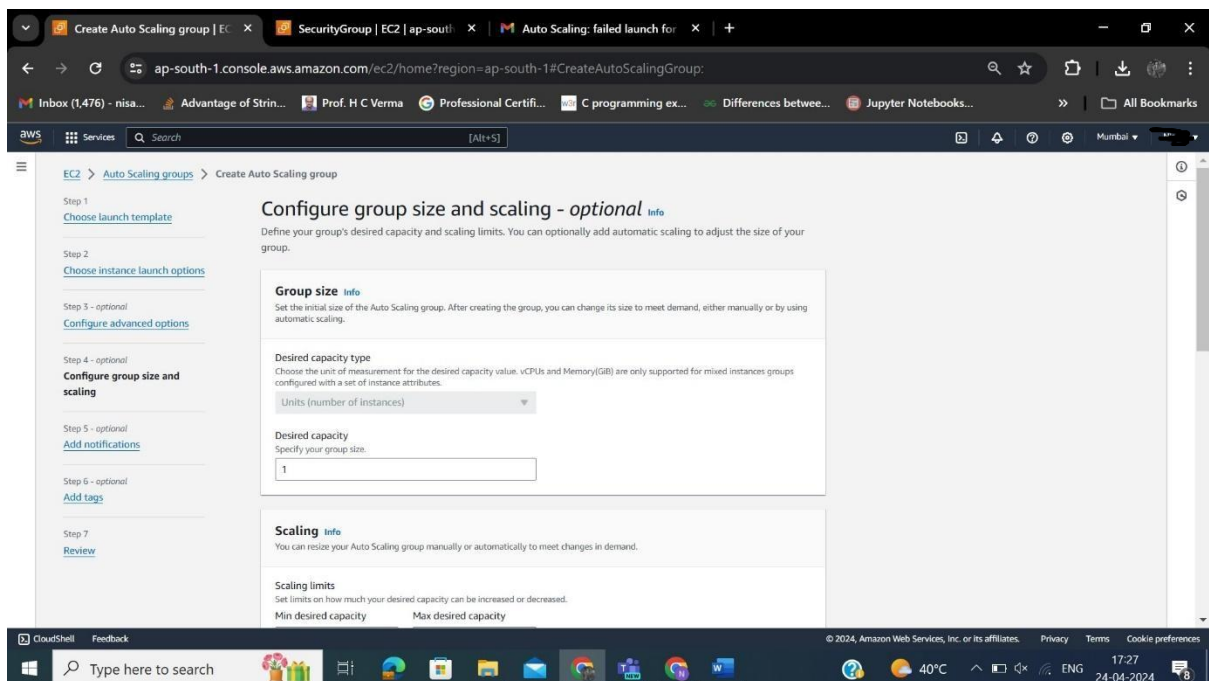 Create Auto Scaling group | EC
SecurityGroup | EC2 | ap-south
Auto Scaling: failed launch for
ap-south-1.console.aws.amazon.com/ec2/home?region=ap-south-1#CreateAutoScalingGroup:
Inbox (1,476) - nisa... Advantage of Strin... Prof. H C Verma Professional Certifi... C programming ex... Differences betwee... Jupyter Notebooks... » All Bookmarks
aws Services Search [Alt+S] Mumbai
EC2 > Auto Scaling groups > Create Auto Scaling group
Step 1
Choose launch template
Step 2
Choose instance launch options
Step 3 - optional
Configure advanced options
Step 4 - optional
Configure group size and
scaling
Step 5 - optional
Add notifications
Step 6 - optional
Add tags
Step 7
Review
Configure group size and scaling - optional Info
Define your group's desired capacity and scaling limits. You can optionally add automatic scaling to adjust the size of your
group.
Group size Info
Set the initial size of the Auto Scaling group. After creating the group, you can change its size to meet demand, either manually or by using
automatic scaling.
Desired capacity type
Choose the unit of measurement for the desired capacity value. vCPUs and Memory(GiB) are only supported for mixed instances groups
configured with a set of instance attributes.
Units (number of instances)
Desired capacity
Specify your group size.
1
Scaling Info
You can resize your Auto Scaling group manually or automatically to meet changes in demand.
Scaling limits
Set limits on how much your desired capacity can be increased or decreased.
Min desired capacity Max desired capacity
CloudShell Feedback © 2024, Amazon Web Services, Inc. or its affiliates. Privacy Terms Cookie preferences
Type here to search 40°C ENG 17:27
24-04-2024 8